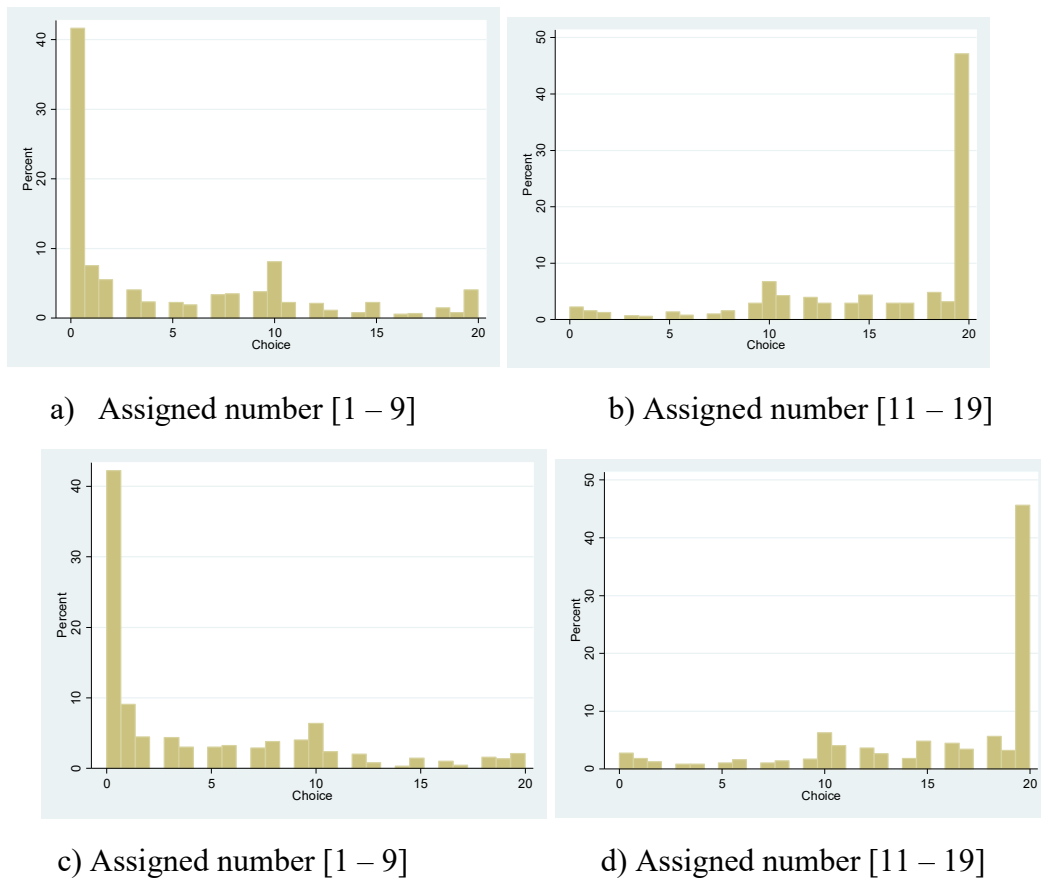 40
30
20
10
0
Percent
0 5 10 15 20
Choice
50
40
30
20
10
0
Percent
0 5 10 15 20
Choice
a) Assigned number [1 – 9]
b) Assigned number [11 – 19]
40
30
20
10
0
Percent
0 5 10 15 20
Choice
50
40
30
20
10
0
Percent
0 5 10 15 20
Choice
c) Assigned number [1 – 9]
d) Assigned number [11 – 19]